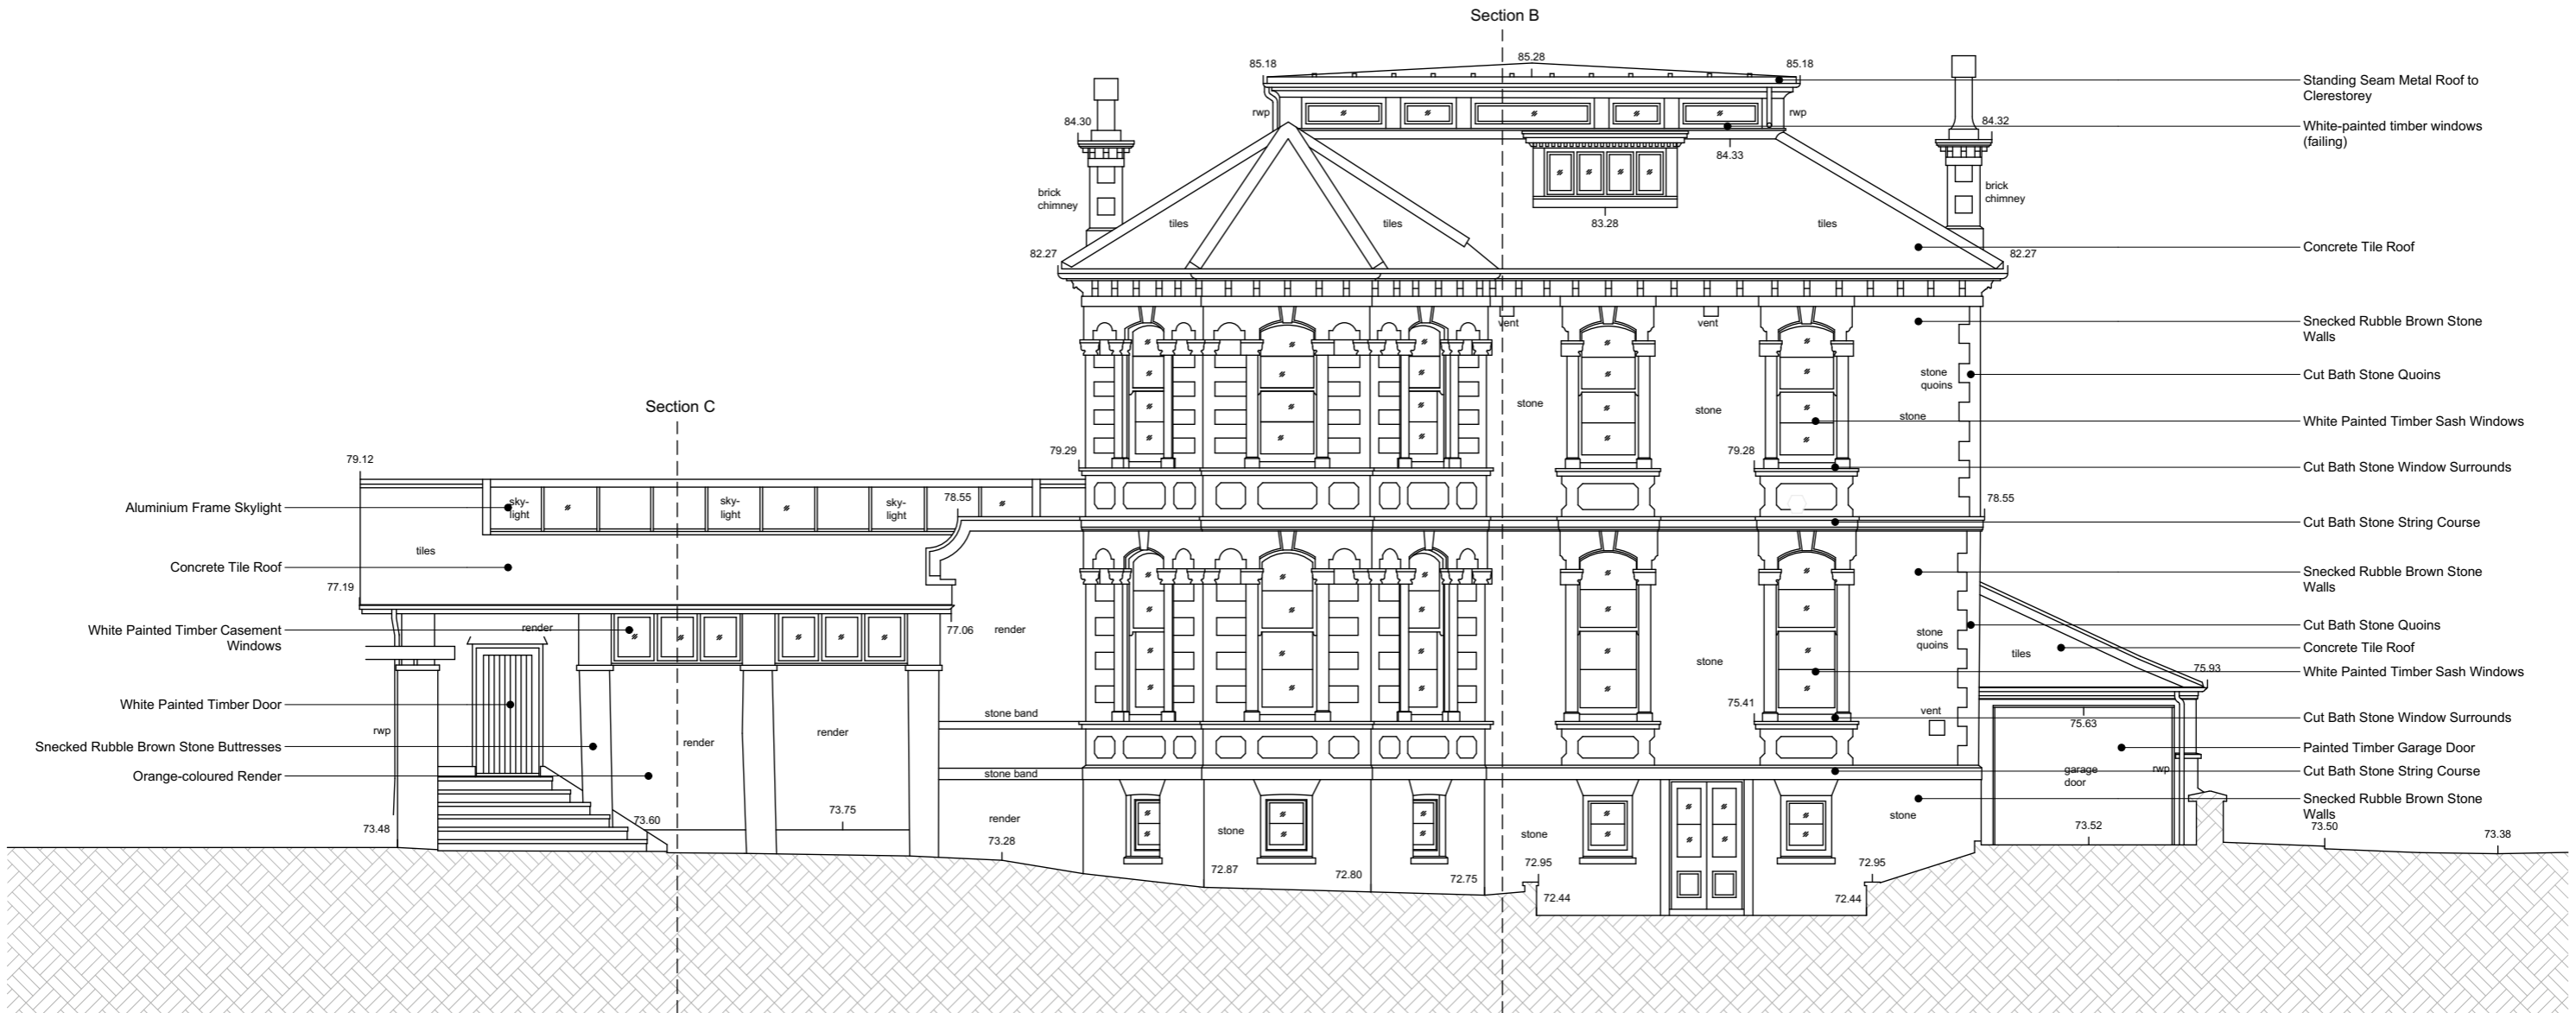 Section B
85.18
85.28
85.18
rwp
rwp
84.30
84.32
84.33
83.28
brick
chimney
brick
chimney
tiles
tiles
tiles
82.27
82.27
vent
vent
stone
stone
stone
quoins
stone
79.29
79.28
78.55
Section C
79.12
sky-
light
sky-
light
sky-
light
78.55
tiles
77.19
77.06
render
render
stone
stone
quoins
tiles
75.93
75.41
vent
75.63
rwp
render
render
stone band
stone band
garage
door
rwp
73.48
73.60
73.75
render
73.28
stone
72.87
72.80
72.75
stone
72.95
72.44
72.95
72.44
stone
73.52
73.50
73.38
Aluminium Frame Skylight
Concrete Tile Roof
White Painted Timber Casement
Windows
White Painted Timber Door
Snecked Rubble Brown Stone Buttresses
Orange-coloured Render
Standing Seam Metal Roof to
Clerestorey
White-painted timber windows
(failing)
Concrete Tile Roof
Snecked Rubble Brown Stone
Walls
Cut Bath Stone Quoins
White Painted Timber Sash Windows
Cut Bath Stone Window Surrounds
Cut Bath Stone String Course
Snecked Rubble Brown Stone
Walls
Cut Bath Stone Quoins
Concrete Tile Roof
White Painted Timber Sash Windows
Cut Bath Stone Window Surrounds
Painted Timber Garage Door
Cut Bath Stone String Course
Snecked Rubble Brown Stone
Walls